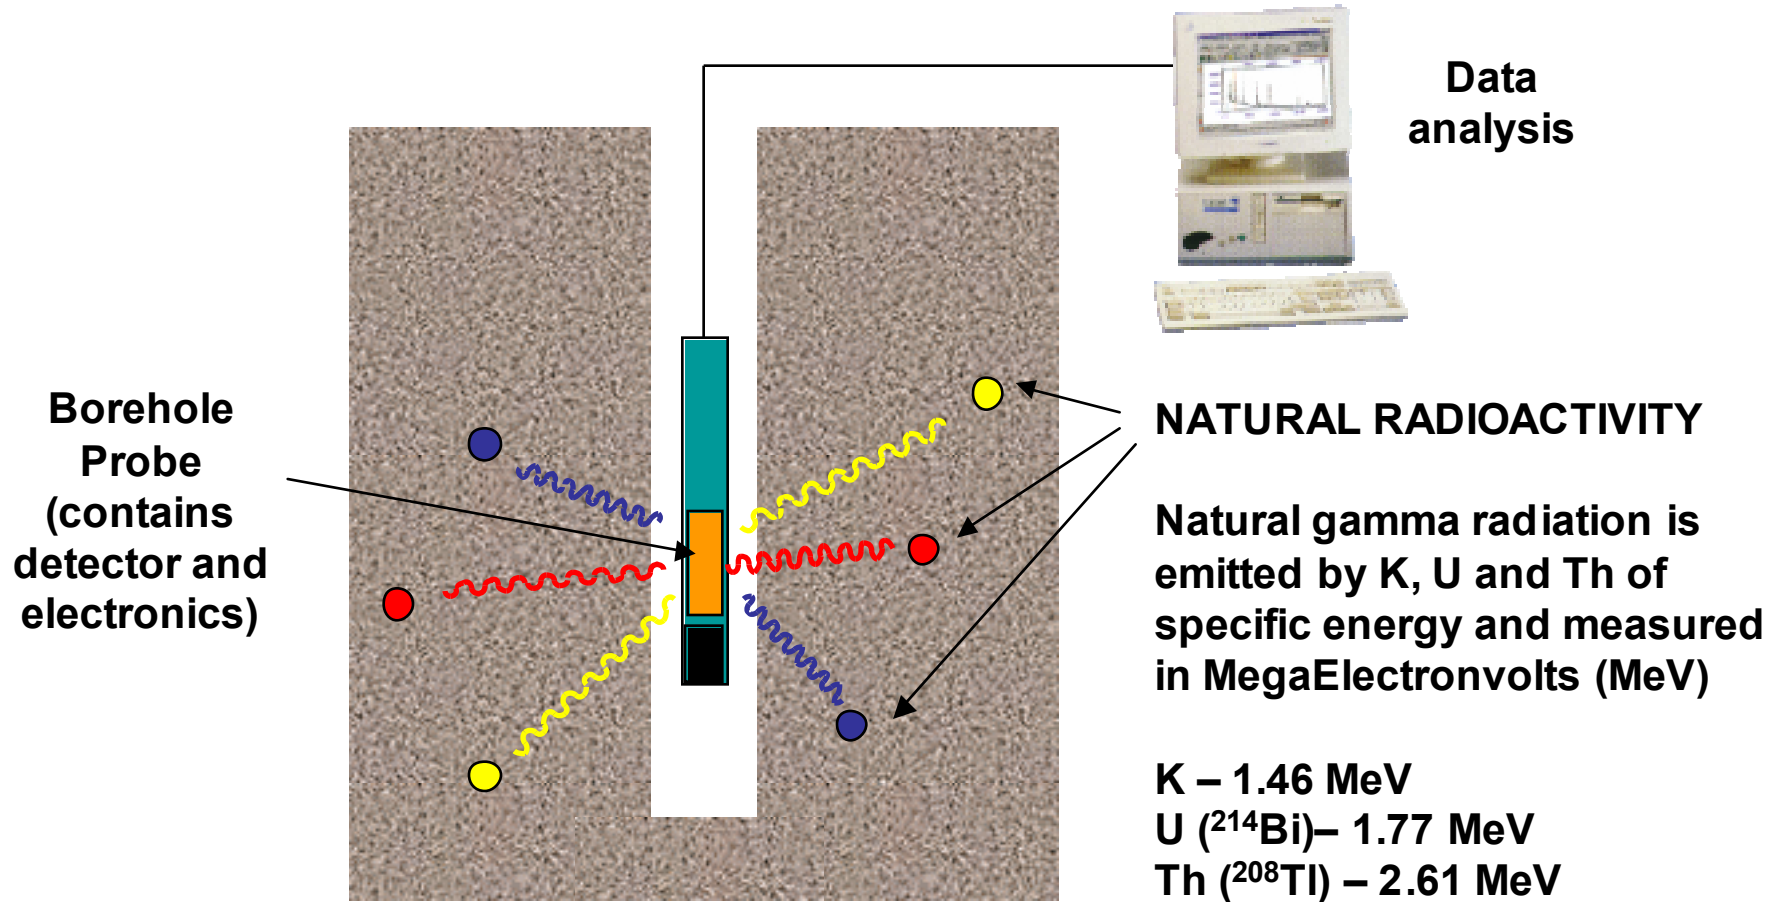 Data
analysis
Borehole
Probe
(contains
detector and
electronics)
NATURAL RADIOACTIVITY
Natural gamma radiation is
emitted by K, U and Th of
specific energy and measured
in MegaElectronvolts (MeV)
K – 1.46 MeV
U (²¹⁴Bi)– 1.77 MeV
Th (²⁰⁸Tl) – 2.61 MeV